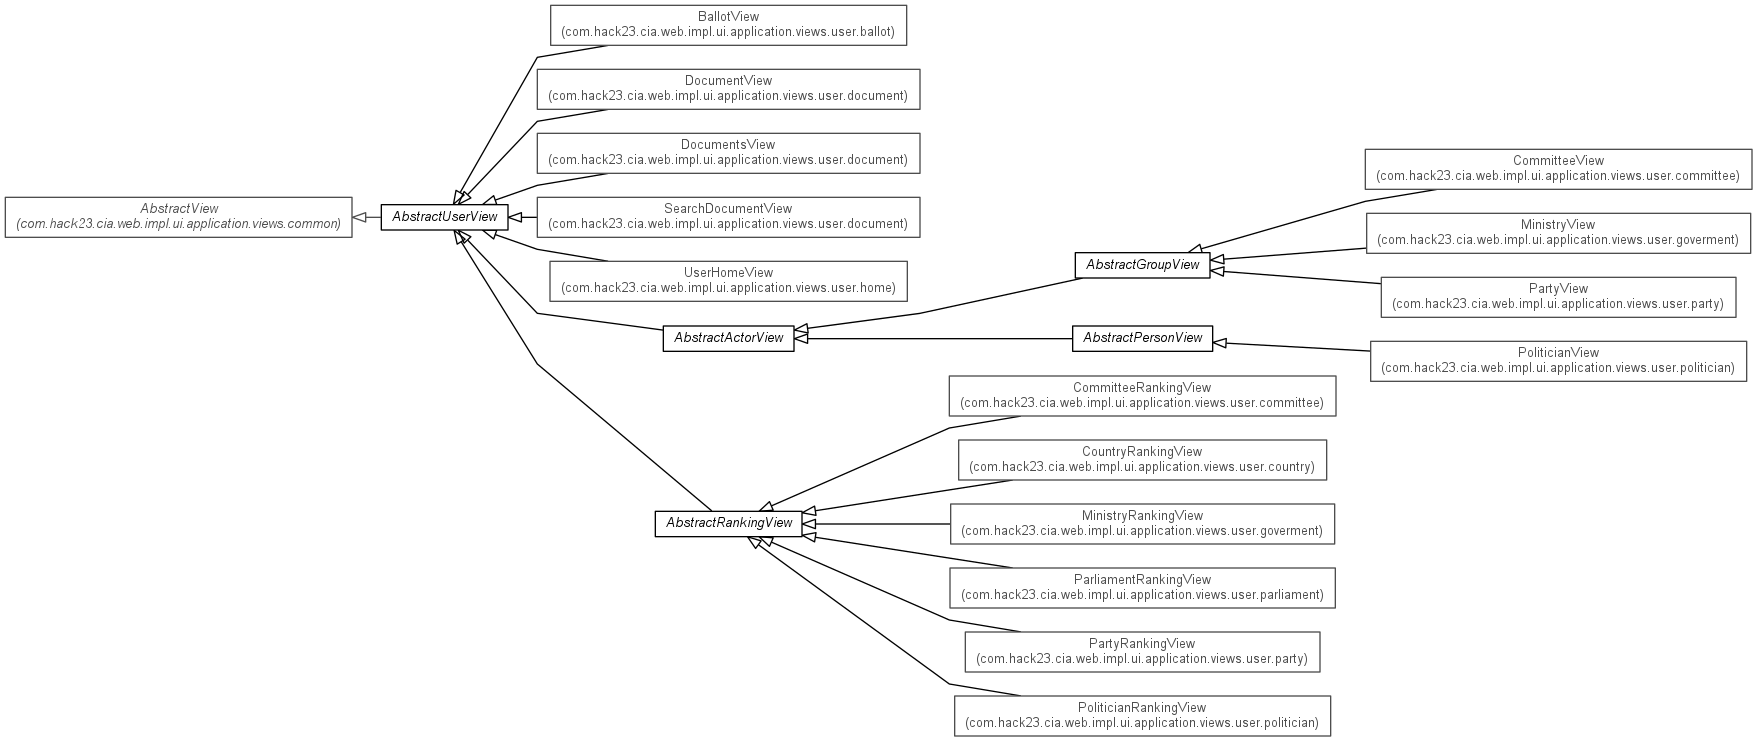 BallotView
(com.hack23.cia.web.impl.ui.application.views.user.ballot)
DocumentView
(com.hack23.cia.web.impl.ui.application.views.user.document)
DocumentsView
(com.hack23.cia.web.impl.ui.application.views.user.document)
AbstractView
(com.hack23.cia.web.impl.ui.application.views.common)
AbstractUserView
SearchDocumentView
(com.hack23.cia.web.impl.ui.application.views.user.document)
UserHomeView
(com.hack23.cia.web.impl.ui.application.views.user.home)
CommitteeView
(com.hack23.cia.web.impl.ui.application.views.user.committee)
MinistryView
(com.hack23.cia.web.impl.ui.application.views.user.goverment)
AbstractGroupView
PartyView
(com.hack23.cia.web.impl.ui.application.views.user.party)
AbstractActorView
AbstractPersonView
PoliticianView
(com.hack23.cia.web.impl.ui.application.views.user.politician)
CommitteeRankingView
(com.hack23.cia.web.impl.ui.application.views.user.committee)
CountryRankingView
(com.hack23.cia.web.impl.ui.application.views.user.country)
AbstractRankingView
MinistryRankingView
(com.hack23.cia.web.impl.ui.application.views.user.goverment)
ParliamentRankingView
(com.hack23.cia.web.impl.ui.application.views.user.parliament)
PartyRankingView
(com.hack23.cia.web.impl.ui.application.views.user.party)
PoliticianRankingView
(com.hack23.cia.web.impl.ui.application.views.user.politician)